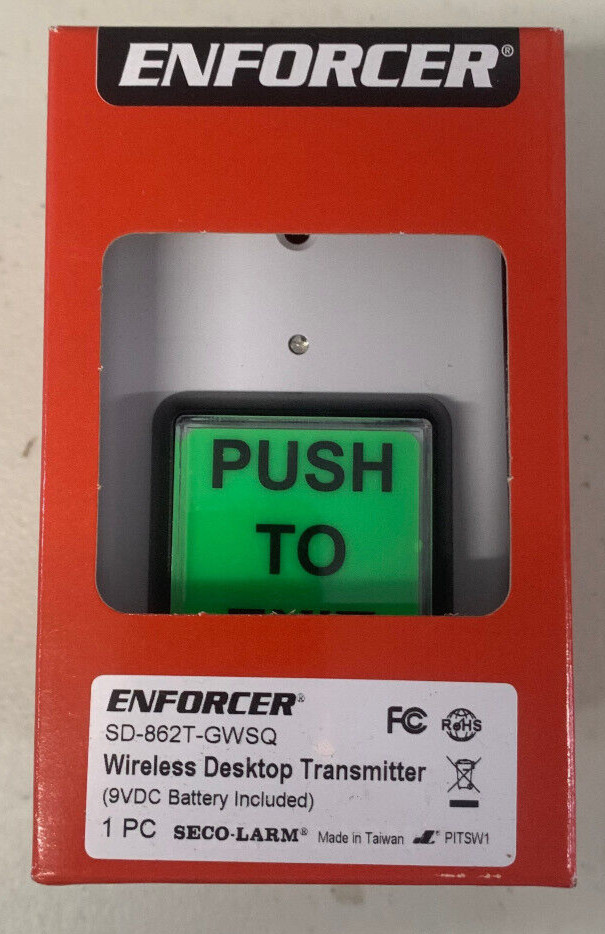 ENFORCER®
PUSH
TO
EXIT
ENFORCER®
SD-862T-GWSQ
FC RoHS
Wireless Desktop Transmitter
(9VDC Battery Included)
1 PC SECO-LARM® Made in Taiwan ® PITSW1